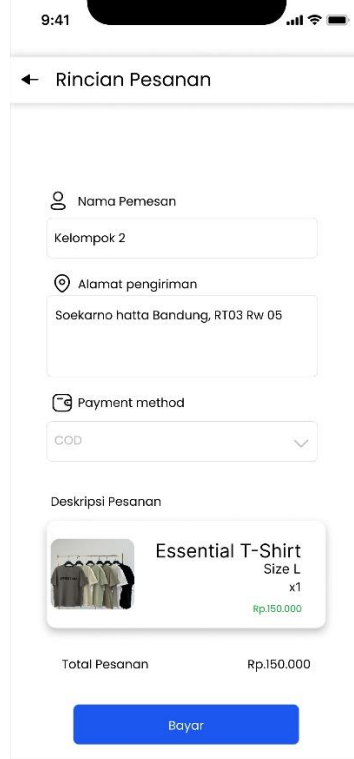 9:41
Rincian Pesanan
Nama Pemesan
Kelompok 2
Alamat pengiriman
Soekarno hatta Bandung, RT03 Rw 05
Payment method
COD
Deskripsi Pesanan
Essential T-Shirt
Size L
x1
Rp.150.000
Total Pesanan Rp.150.000
Bayar